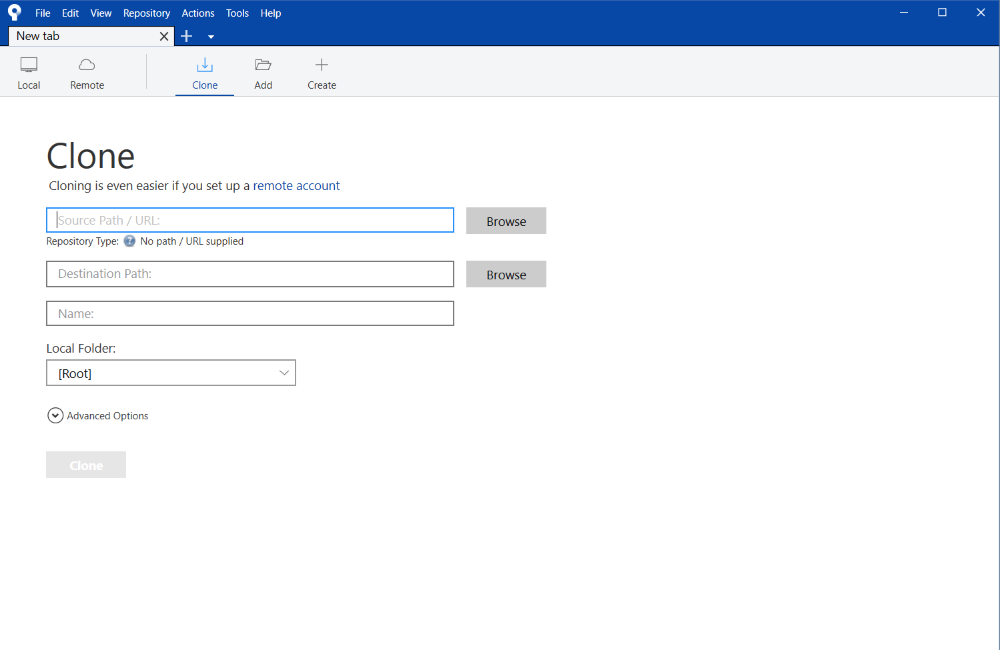 File Edit View Repository Actions Tools Help
New tab
Local Remote Clone Add Create
Clone
Cloning is even easier if you set up a remote account
Source Path / URL: Browse
Repository Type: ? No path / URL supplied
Destination Path: Browse
Name:
Local Folder:
[Root]
Advanced Options
Clone